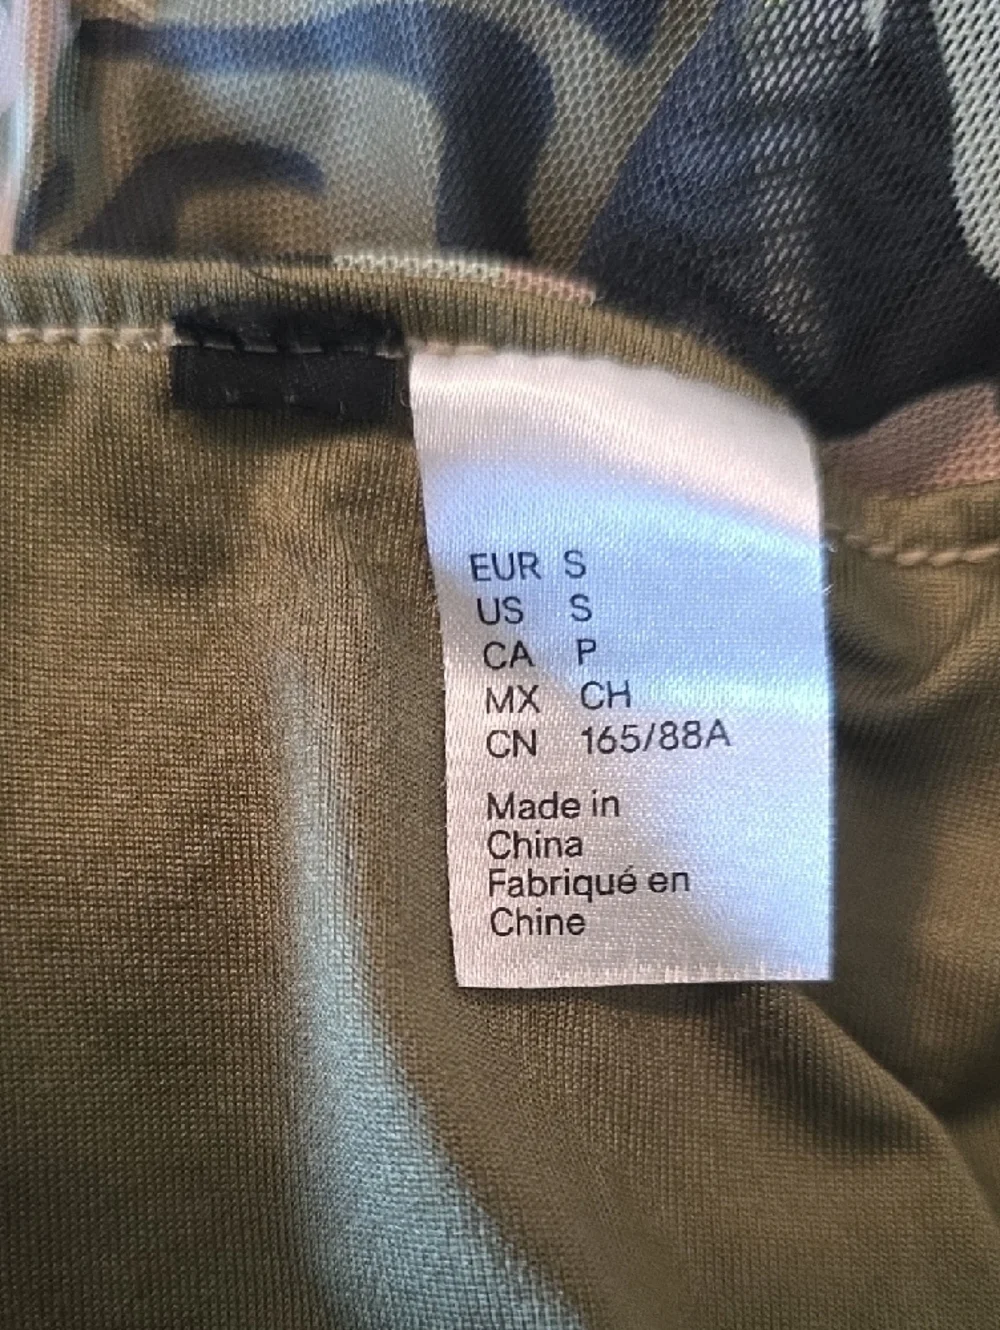 EUR S
US S
CA P
MX CH
CN 165/88A
Made in
China
Fabriqué en
Chine